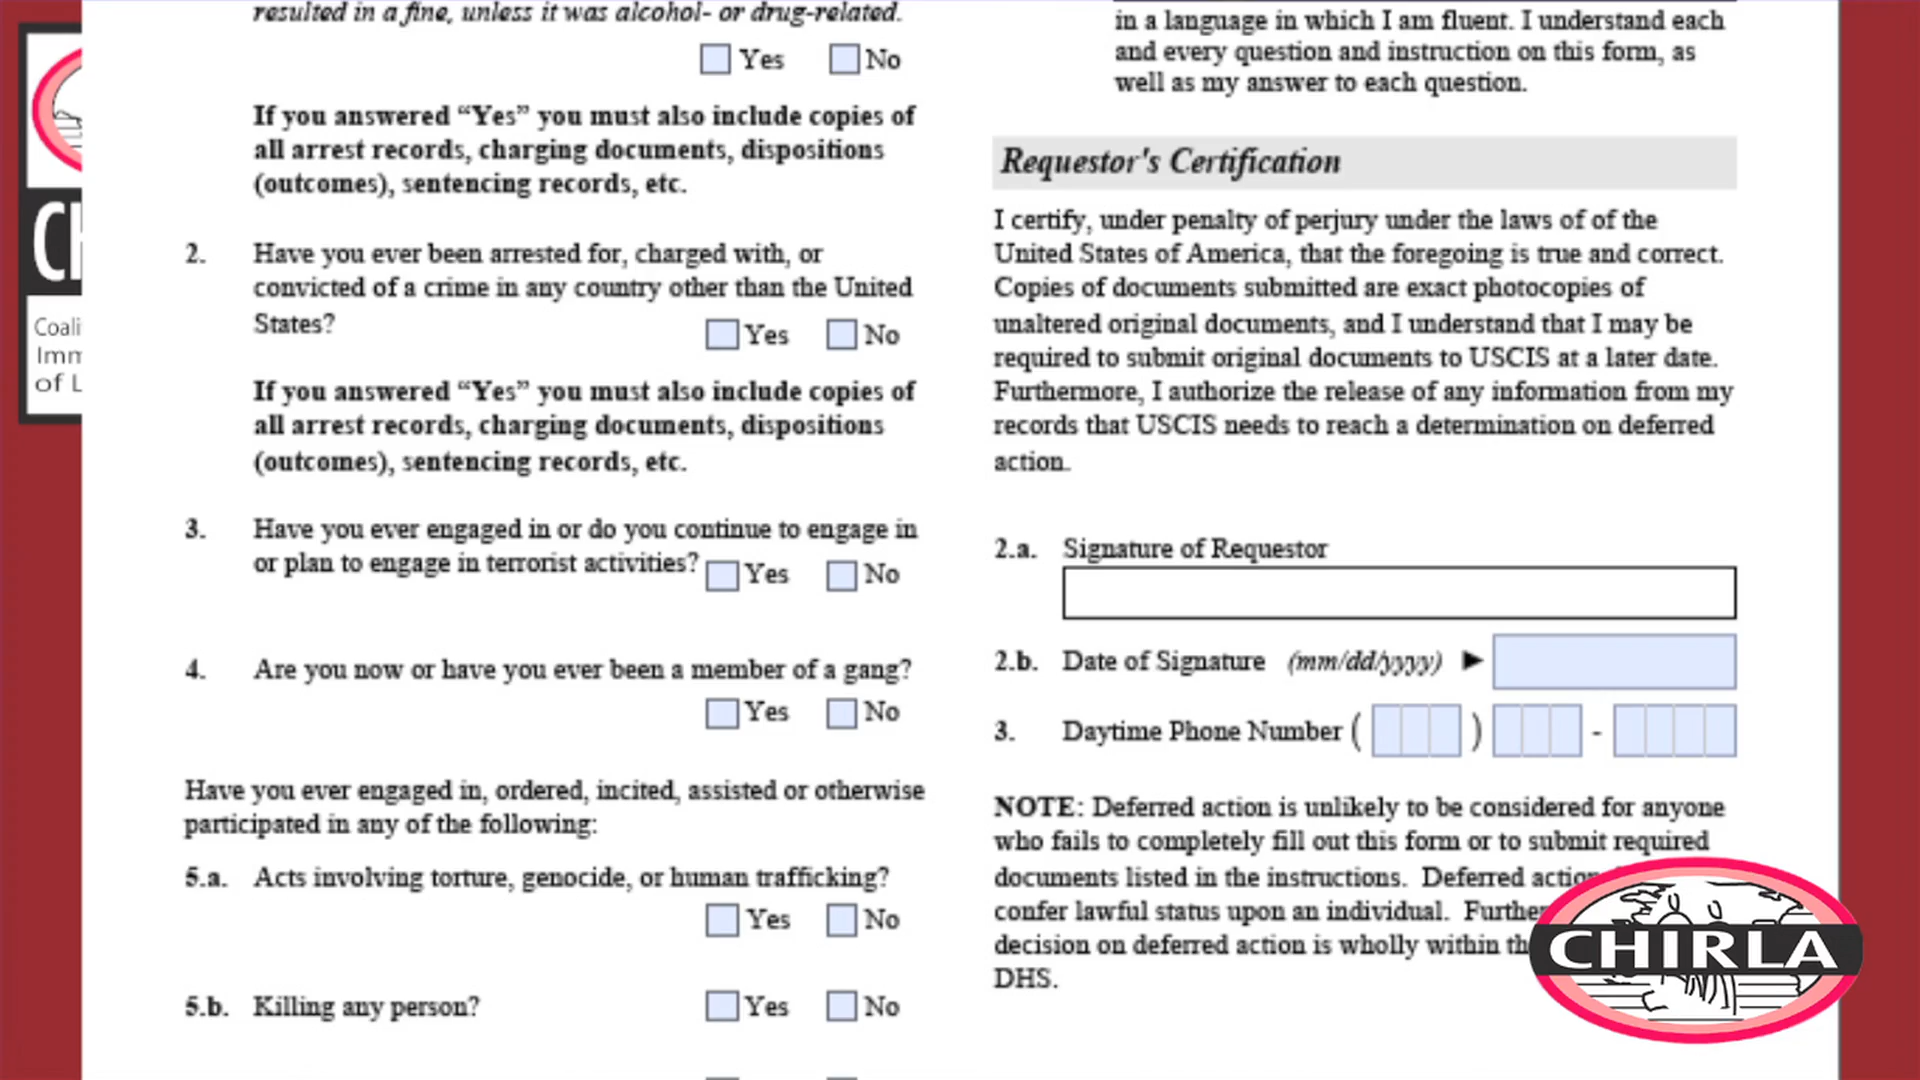 CH
Coali
Imm
of L
resulted in a fine, unless it was alcohol- or drug-related.
Yes No
If you answered “Yes” you must also include copies of
all arrest records, charging documents, dispositions
(outcomes), sentencing records, etc.
2. Have you ever been arrested for, charged with, or
convicted of a crime in any country other than the United
States?
Yes No
If you answered “Yes” you must also include copies of
all arrest records, charging documents, dispositions
(outcomes), sentencing records, etc.
3. Have you ever engaged in or do you continue to engage in
or plan to engage in terrorist activities?
Yes No
4. Are you now or have you ever been a member of a gang?
Yes No
Have you ever engaged in, ordered, incited, assisted or otherwise
participated in any of the following:
5.a. Acts involving torture, genocide, or human trafficking?
Yes No
5.b. Killing any person? Yes No
in a language in which I am fluent. I understand each
and every question and instruction on this form, as
well as my answer to each question.
Requestor's Certification
I certify, under penalty of perjury under the laws of of the
United States of America, that the foregoing is true and correct.
Copies of documents submitted are exact photocopies of
unaltered original documents, and I understand that I may be
required to submit original documents to USCIS at a later date.
Furthermore, I authorize the release of any information from my
records that USCIS needs to reach a determination on deferred
action.
2.a. Signature of Requestor
2.b. Date of Signature (mm/dd/yyyy) ►
3. Daytime Phone Number ( ) -
NOTE: Deferred action is unlikely to be considered for anyone
who fails to completely fill out this form or to submit required
documents listed in the instructions. Deferred action
confer lawful status upon an individual. Further
decision on deferred action is wholly within th
DHS.
CHIRLA